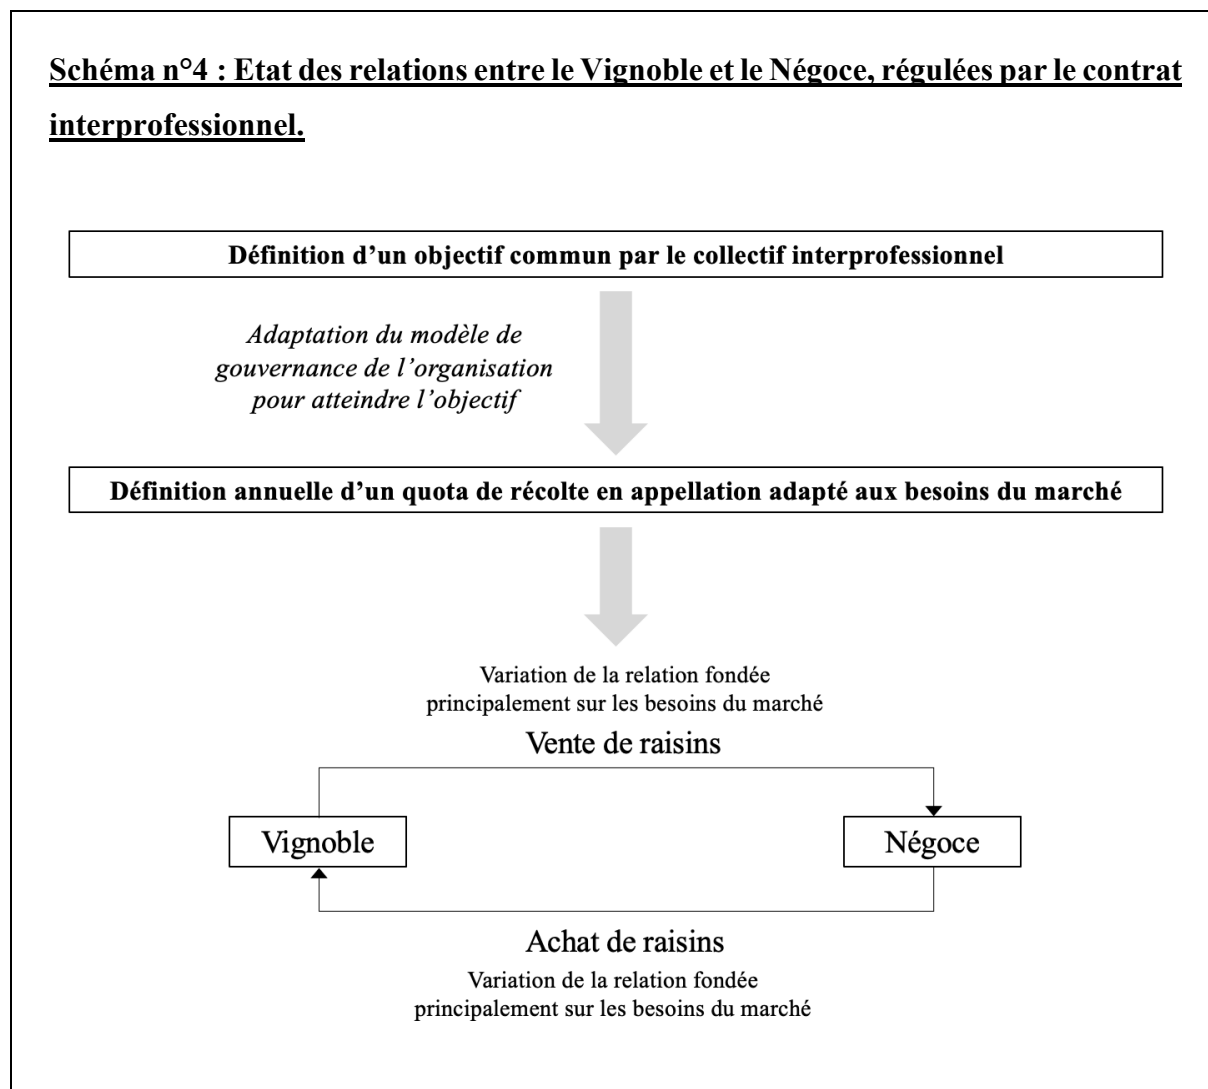 Schéma n°4 : Etat des relations entre le Vignoble et le Négoce, régulées par le contrat
interprofessionnel.
Définition d’un objectif commun par le collectif interprofessionnel
Adaptation du modèle de
gouvernance de l’organisation
pour atteindre l’objectif
Définition annuelle d’un quota de récolte en appellation adapté aux besoins du marché
Variation de la relation fondée
principalement sur les besoins du marché
Vente de raisins
Vignoble
Négoce
Achat de raisins
Variation de la relation fondée
principalement sur les besoins du marché